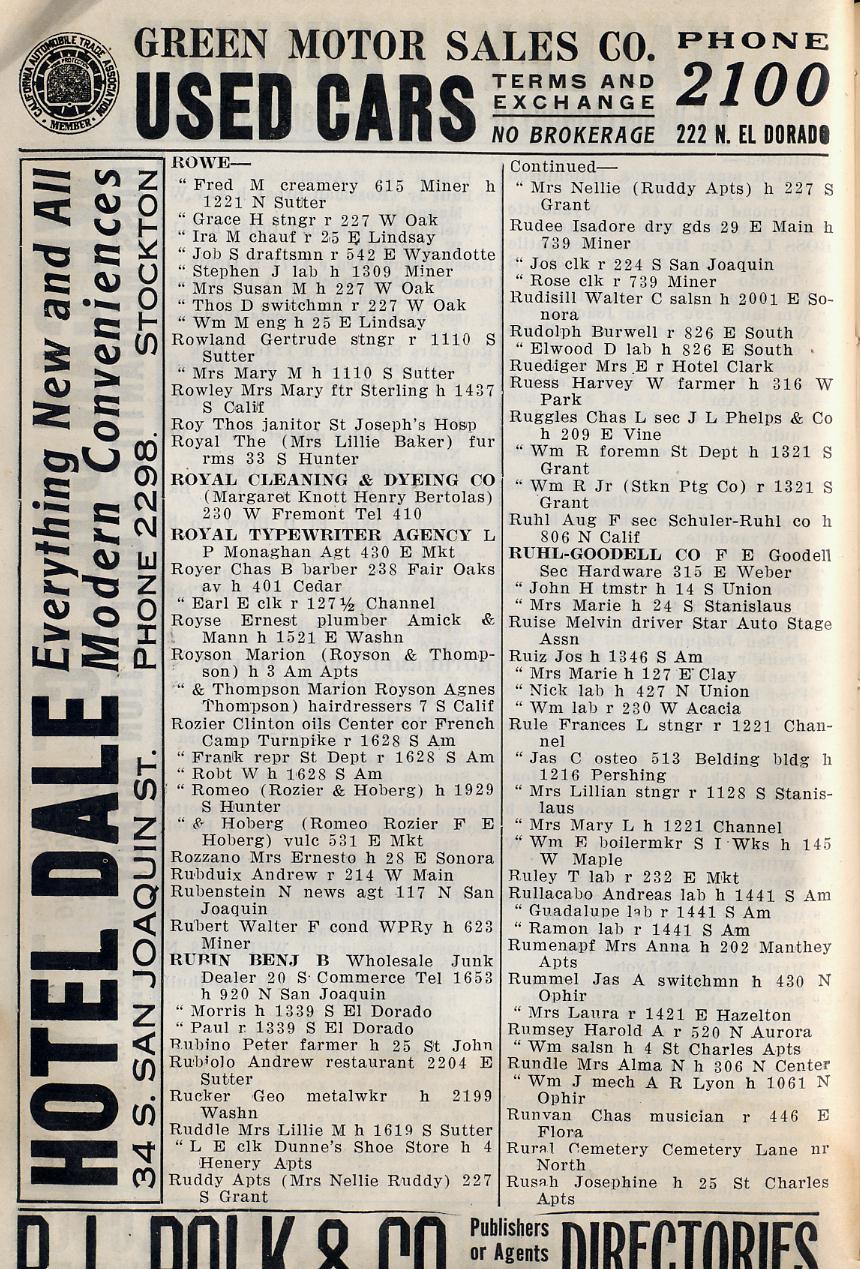 CALIFORNIA AUTOMOBILE TRADE ASSOCIATION
· MEMBER ·
GREEN MOTOR SALES CO.
USED CARS
TERMS AND
EXCHANGE
NO BROKERAGE
PHONE
2100
222 N. EL DORADO
HOTEL DALE Everything New and All
Modern Conveniences
34 S. SAN JOAQUIN ST. PHONE 2298. STOCKTON
ROWE—
“ Fred M creamery 615 Miner h
1221 N Sutter
“ Grace H stngr r 227 W Oak
“ Ira M chauf r 25 E Lindsay
“ Job S draftsmn r 542 E Wyandotte
“ Stephen J lab h 1309 Miner
“ Mrs Susan M h 227 W Oak
“ Thos D switchmn r 227 W Oak
“ Wm M eng h 25 E Lindsay
Rowland Gertrude stngr r 1110 S
Sutter
“ Mrs Mary M h 1110 S Sutter
Rowley Mrs Mary ftr Sterling h 1437
S Calif
Roy Thos janitor St Joseph's Hosp
Royal The (Mrs Lillie Baker) fur
rms 33 S Hunter
ROYAL CLEANING & DYEING CO
(Margaret Knott Henry Bertolas)
230 W Fremont Tel 410
ROYAL TYPEWRITER AGENCY L
P Monaghan Agt 430 E Mkt
Royer Chas B barber 238 Fair Oaks
av h 401 Cedar
“ Earl E clk r 127½ Channel
Royse Ernest plumber Amick &
Mann h 1521 E Washn
Royson Marion (Royson & Thomp-
son) h 3 Am Apts
“ & Thompson Marion Royson Agnes
Thompson) hairdressers 7 S Calif
Rozier Clinton oils Center cor French
Camp Turnpike r 1628 S Am
“ Frank repr St Dept r 1628 S Am
“ Robt W h 1628 S Am
“ Romeo (Rozier & Hoberg) h 1929
S Hunter
“ & Hoberg (Romeo Rozier F E
Hoberg) vulc 531 E Mkt
Rozzano Mrs Ernesto h 28 E Sonora
Rubduix Andrew r 214 W Main
Rubenstein N news agt 117 N San
Joaquin
Rubert Walter F cond WPRy h 623
Miner
RUBIN BENJ B Wholesale Junk
Dealer 20 S Commerce Tel 1653
h 920 N San Joaquin
“ Morris h 1339 S El Dorado
“ Paul r 1339 S El Dorado
Rubino Peter farmer h 25 St John
Rubiolo Andrew restaurant 2204 E
Sutter
Rucker Geo metalwkr h 2199
Washn
Ruddle Mrs Lillie M h 1619 S Sutter
“ L E clk Dunne's Shoe Store h 4
Henery Apts
Ruddy Apts (Mrs Nellie Ruddy) 227
S Grant
Continued—
“ Mrs Nellie (Ruddy Apts) h 227 S
Grant
Rudee Isadore dry gds 29 E Main h
739 Miner
“ Jos clk r 224 S San Joaquin
“ Rose clk r 739 Miner
Rudisill Walter C salsn h 2001 E So-
nora
Rudolph Burwell r 826 E South
“ Elwood D lab h 826 E South
Ruediger Mrs E r Hotel Clark
Ruess Harvey W farmer h 316 W
Park
Ruggles Chas L sec J L Phelps & Co
h 209 E Vine
“ Wm R foremn St Dept h 1321 S
Grant
“ Wm R Jr (Stkn Ptg Co) r 1321 S
Grant
Ruhl Aug F sec Schuler-Ruhl co h
806 N Calif
RUHL-GOODELL CO F E Goodell
Sec Hardware 315 E Weber
“ John H tmstr h 14 S Union
“ Mrs Marie h 24 S Stanislaus
Ruise Melvin driver Star Auto Stage
Assn
Ruiz Jos h 1346 S Am
“ Mrs Marie h 127 E Clay
“ Nick lab h 427 N Union
“ Wm lab r 230 W Acacia
Rule Frances L stngr r 1221 Chan-
nel
“ Jas C osteo 513 Belding bldg h
1216 Pershing
“ Mrs Lillian stngr r 1128 S Stanis-
laus
“ Mrs Mary L h 1221 Channel
“ Wm E boilermkr S I Wks h 145
W Maple
Ruley T lab r 232 E Mkt
Rullacabo Andreas lab h 1441 S Am
“ Guadalupe lab r 1441 S Am
“ Ramon lab r 1441 S Am
Rumenapf Mrs Anna h 202 Manthey
Apts
Rummel Jas A switchmn h 430 N
Ophir
“ Mrs Laura r 1421 E Hazelton
Rumsey Harold A r 520 N Aurora
“ Wm salsn h 4 St Charles Apts
Rundle Mrs Alma N h 306 N Center
“ Wm J mech A R Lyon h 1061 N
Ophir
Runvan Chas musician r 446 E
Flora
Rural Cemetery Cemetery Lane nr
North
Rusah Josephine h 25 St Charles
Apts
R. L. POLK & CO Publishers
or Agents DIRECTORIES